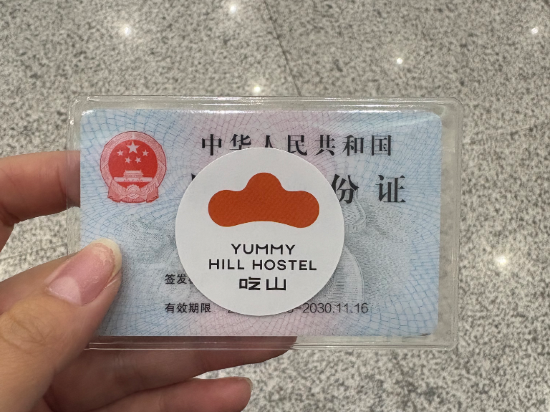 中华人民共和国
份证
YUMMY
HILL HOSTEL
吃山
签发
有效期限 -2030.11.16